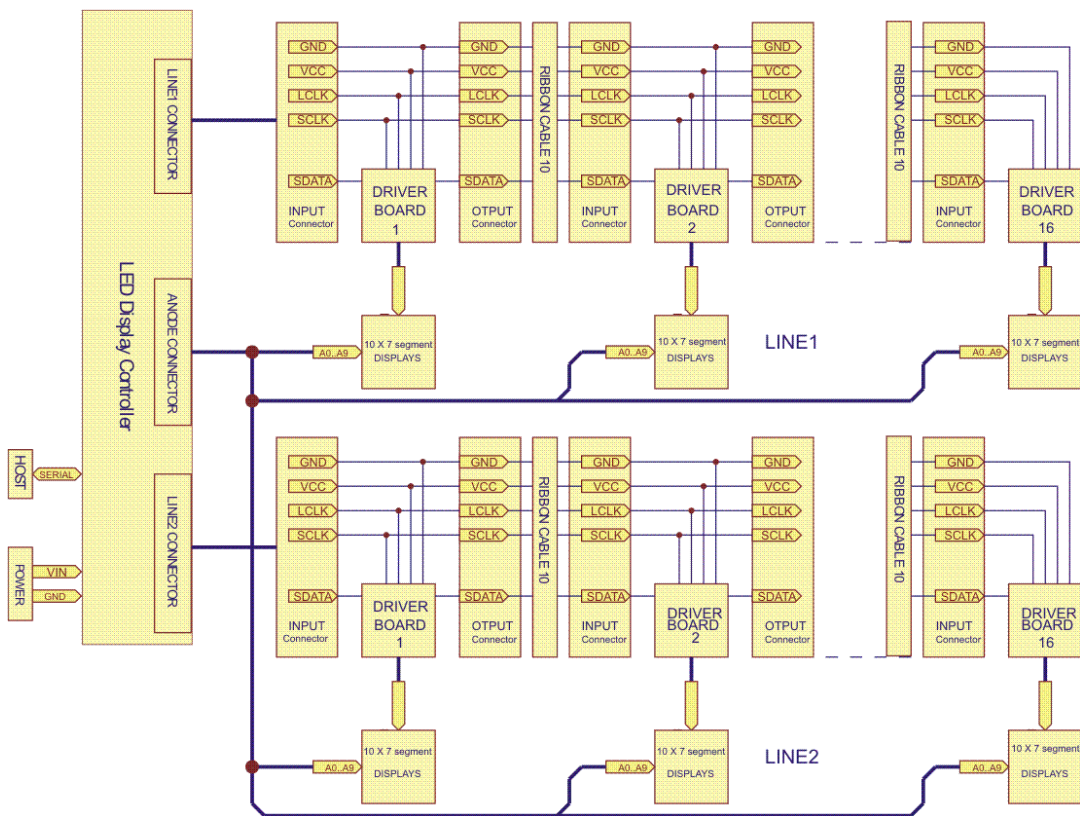 LED Display Controller
LINE1 CONNECTOR
ANODE CONNECTOR
LINE2 CONNECTOR
HOST
SERIAL
POWER
VIN
GND
GND
VCC
LCLK
SCLK
SDATA
INPUT
Connector
DRIVER
BOARD
1
GND
VCC
LCLK
SCLK
SDATA
OTPUT
Connector
RIBBON CABLE 10
GND
VCC
LCLK
SCLK
SDATA
INPUT
Connector
DRIVER
BOARD
2
GND
VCC
LCLK
SCLK
SDATA
OTPUT
Connector
RIBBON CABLE 10
GND
VCC
LCLK
SCLK
SDATA
INPUT
Connector
DRIVER
BOARD
16
A0..A9
10 X 7 segment
DISPLAYS
A0..A9
10 X 7 segment
DISPLAYS
LINE1
A0..A9
10 X 7 segment
DISPLAYS
GND
VCC
LCLK
SCLK
SDATA
INPUT
Connector
DRIVER
BOARD
1
GND
VCC
LCLK
SCLK
SDATA
OTPUT
Connector
RIBBON CABLE 10
GND
VCC
LCLK
SCLK
SDATA
INPUT
Connector
DRIVER
BOARD
2
GND
VCC
LCLK
SCLK
SDATA
OTPUT
Connector
RIBBON CABLE 10
GND
VCC
LCLK
SCLK
SDATA
INPUT
Connector
DRIVER
BOARD
16
A0..A9
10 X 7 segment
DISPLAYS
A0..A9
10 X 7 segment
DISPLAYS
LINE2
A0..A9
10 X 7 segment
DISPLAYS